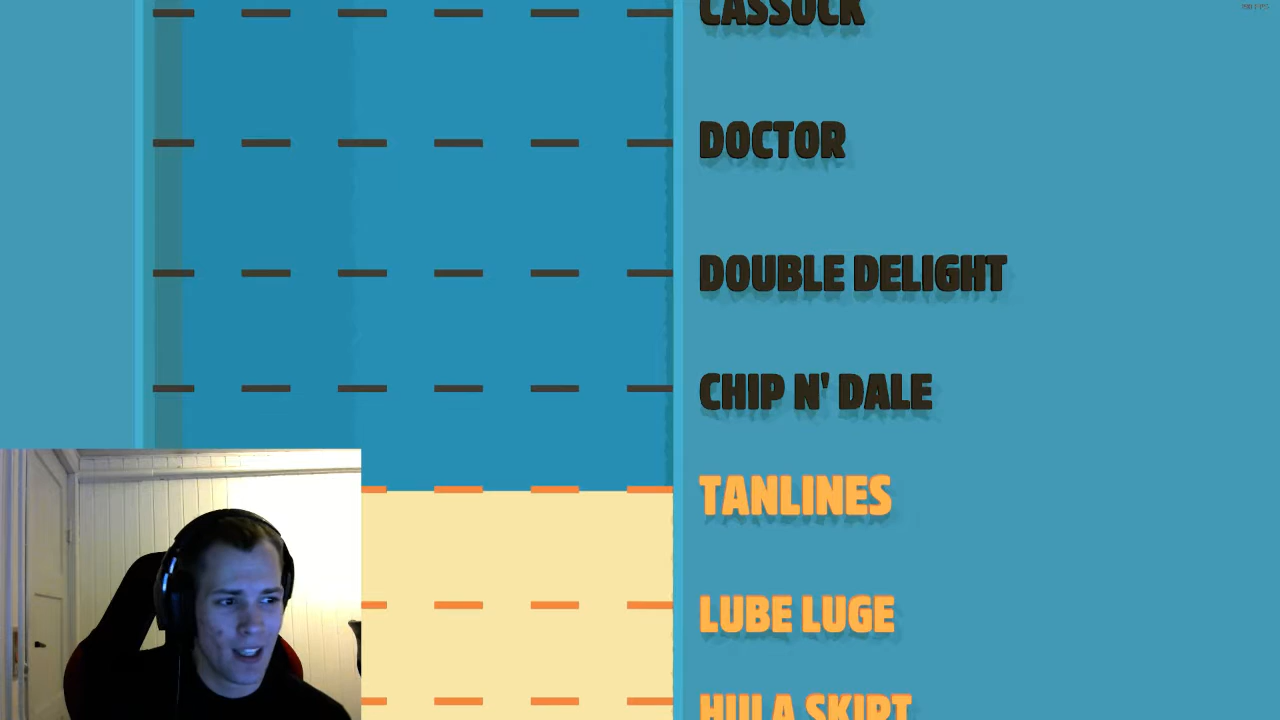 CASSOCK
DOCTOR
DOUBLE DELIGHT
CHIP N' DALE
TANLINES
LUBE LUGE
HULA SKIRT